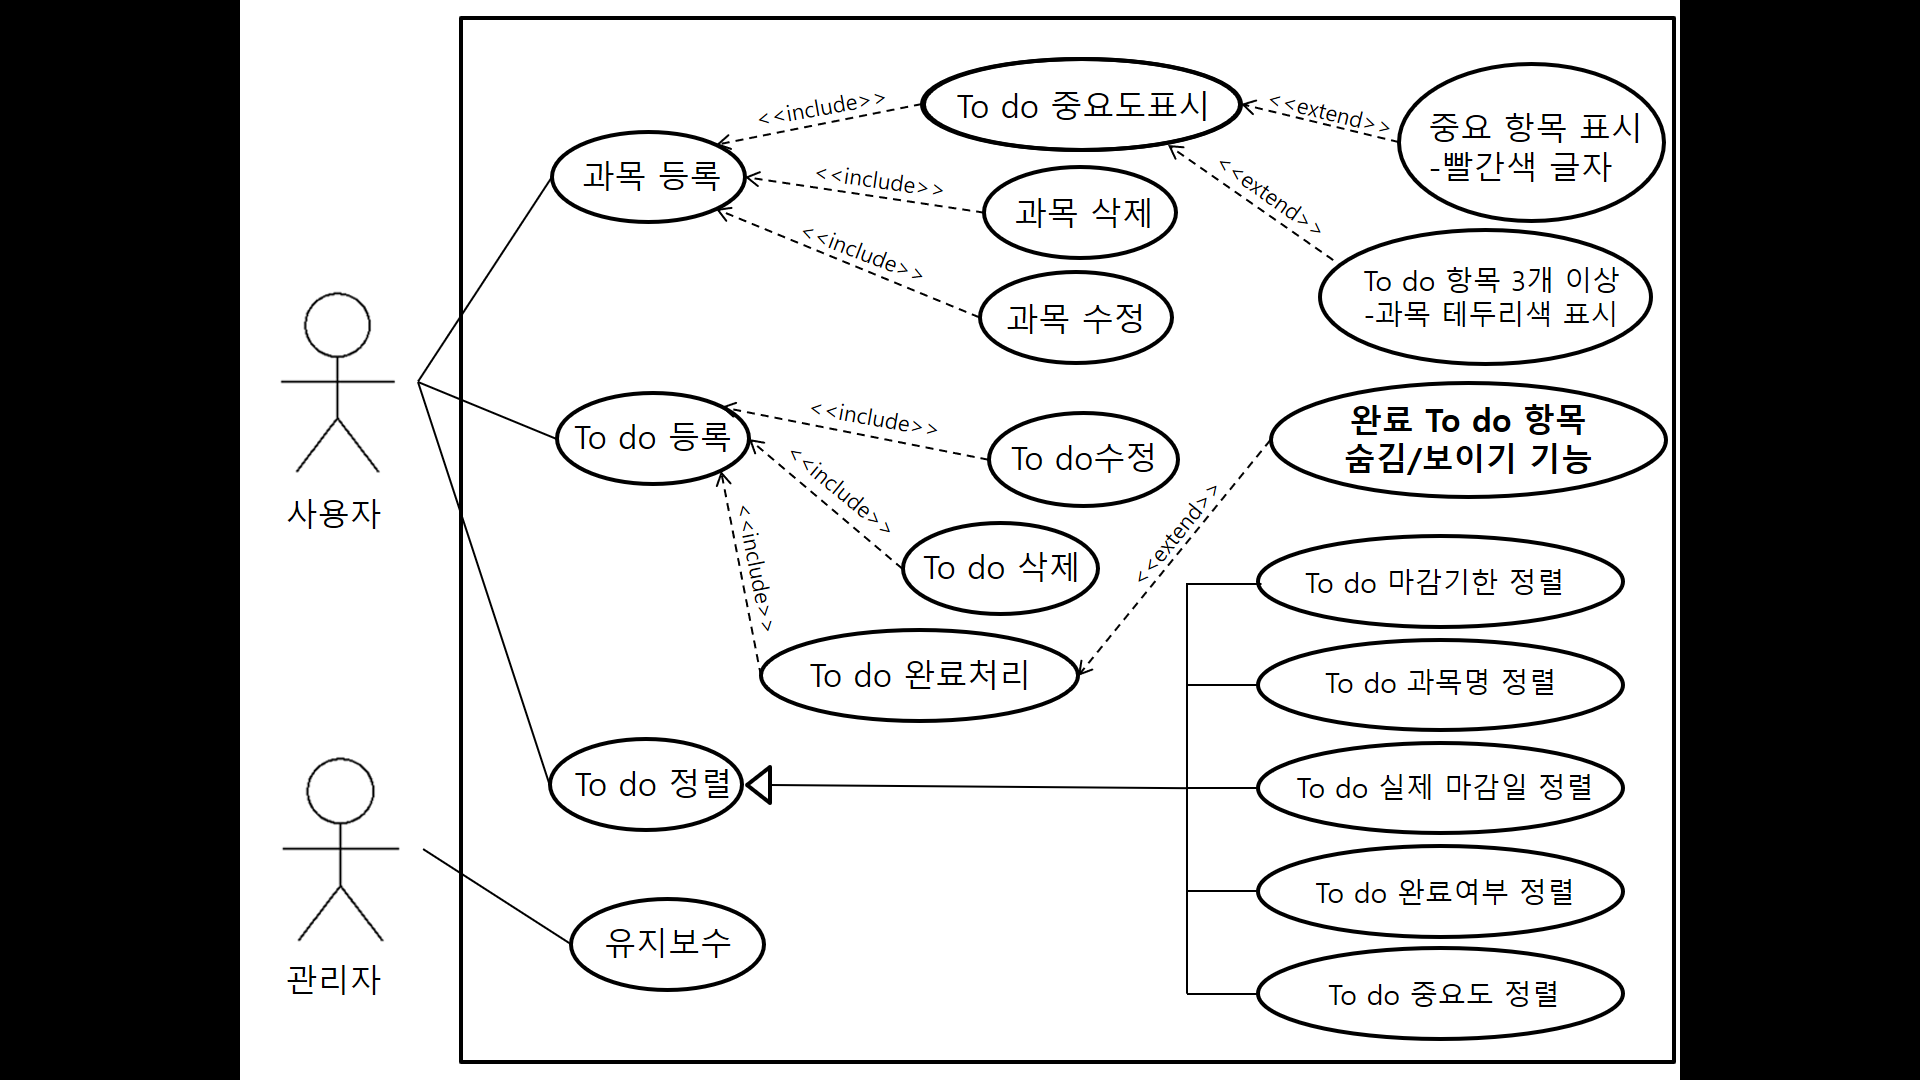 To do 중요도표시
<<include>>
<<extend>>
중요 항목 표시
-빨간색 글자
과목 등록
<<include>>
과목 삭제
<<extend>>
<<include>>
과목 수정
To do 항목 3개 이상
-과목 테두리색 표시
사용자
To do 등록
<<include>>
To do수정
완료 To do 항목
숨김/보이기 기능
<<include>>
To do 삭제
<<extend>>
<<include>>
To do 완료처리
To do 마감기한 정렬
To do 과목명 정렬
To do 정렬
To do 실제 마감일 정렬
To do 완료여부 정렬
관리자
유지보수
To do 중요도 정렬